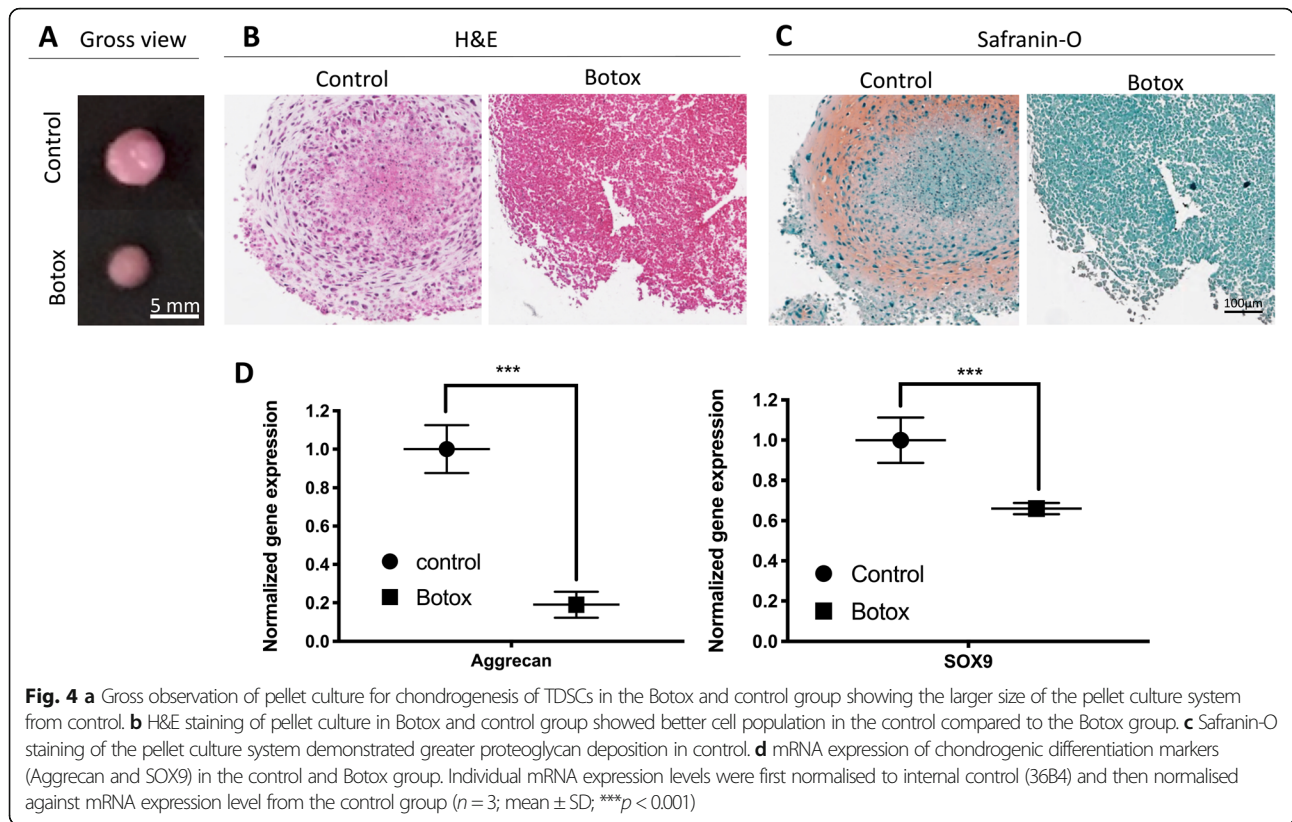 A Gross view B H&E C Safranin-O
Control Botox Control Botox
Control
Botox
5 mm
100μm
D
***
Normalized gene expression
1.2
1.0
0.8
0.6
0.4
0.2
0.0
control
Botox
Aggrecan
***
Normalized gene expression
1.2
1.0
0.8
0.6
0.4
0.2
0.0
Control
Botox
SOX9
Fig. 4 a Gross observation of pellet culture for chondrogenesis of TDSCs in the Botox and control group showing the larger size of the pellet culture system
from control. b H&E staining of pellet culture in Botox and control group showed better cell population in the control compared to the Botox group. c Safranin-O
staining of the pellet culture system demonstrated greater proteoglycan deposition in control. d mRNA expression of chondrogenic differentiation markers
(Aggrecan and SOX9) in the control and Botox group. Individual mRNA expression levels were first normalised to internal control (36B4) and then normalised
against mRNA expression level from the control group (n = 3; mean ± SD; ***p < 0.001)